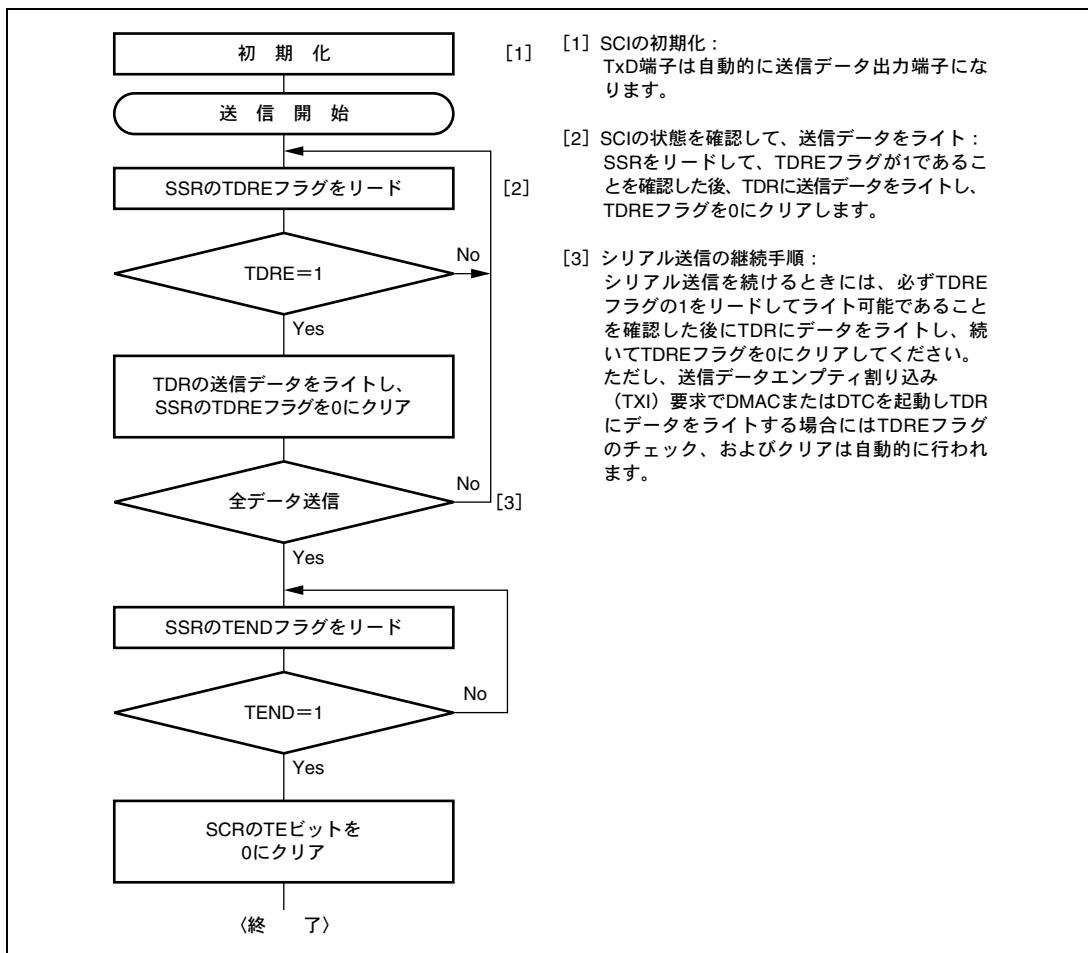 初 期 化 [1]
送 信 開 始
SSRのTDREフラグをリード [2]
TDRE＝1
No
Yes
TDRの送信データをライトし、
SSRのTDREフラグを0にクリア
全データ送信
No
[3]
Yes
SSRのTENDフラグをリード
TEND＝1
No
Yes
SCRのTEビットを
0にクリア
〈終 了〉
[1] SCIの初期化：
TxD端子は自動的に送信データ出力端子にな
ります。
[2] SCIの状態を確認して、送信データをライト：
SSRをリードして、TDREフラグが1であるこ
とを確認した後、TDRに送信データをライトし、
TDREフラグを0にクリアします。
[3] シリアル送信の継続手順：
シリアル送信を続けるときには、必ずTDRE
フラグの1をリードしてライト可能であること
を確認した後にTDRにデータをライトし、続
いてTDREフラグを0にクリアしてください。
ただし、送信データエンプティ割り込み
（TXI）要求でDMACまたはDTCを起動しTDR
にデータをライトする場合にはTDREフラグ
のチェック、およびクリアは自動的に行われ
ます。